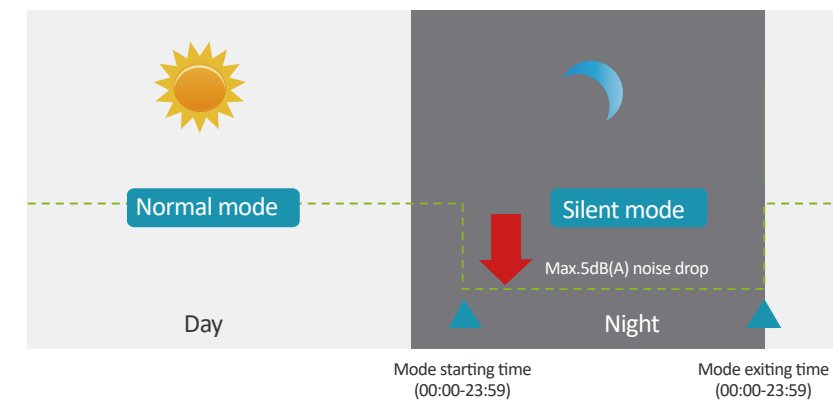 Normal mode
Silent mode
Max.5dB(A) noise drop
Day
Night
Mode starting time
(00:00-23:59)
Mode exiting time
(00:00-23:59)